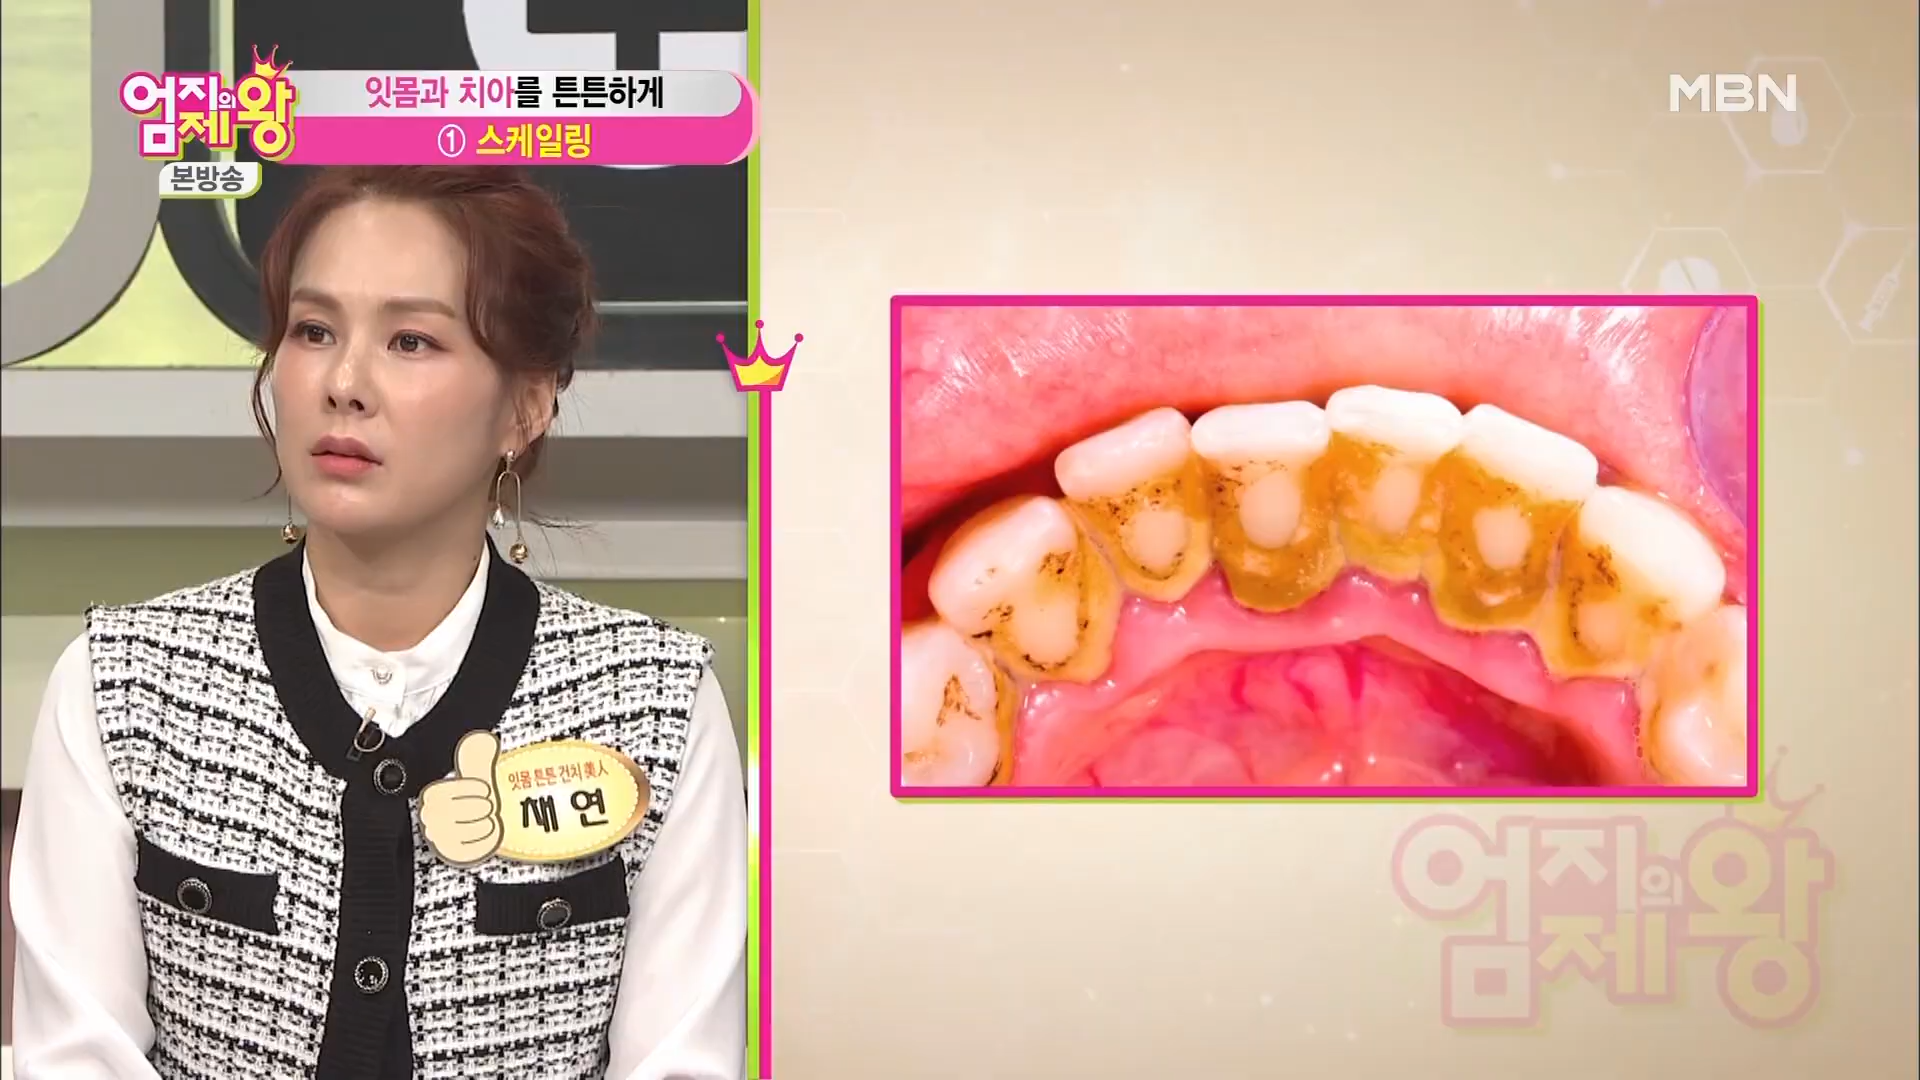 엄지의 제왕
본방송
잇몸과 치아를 튼튼하게
① 스케일링
MBN
잇몸 튼튼 건치 美人
채연
엄지의 제왕